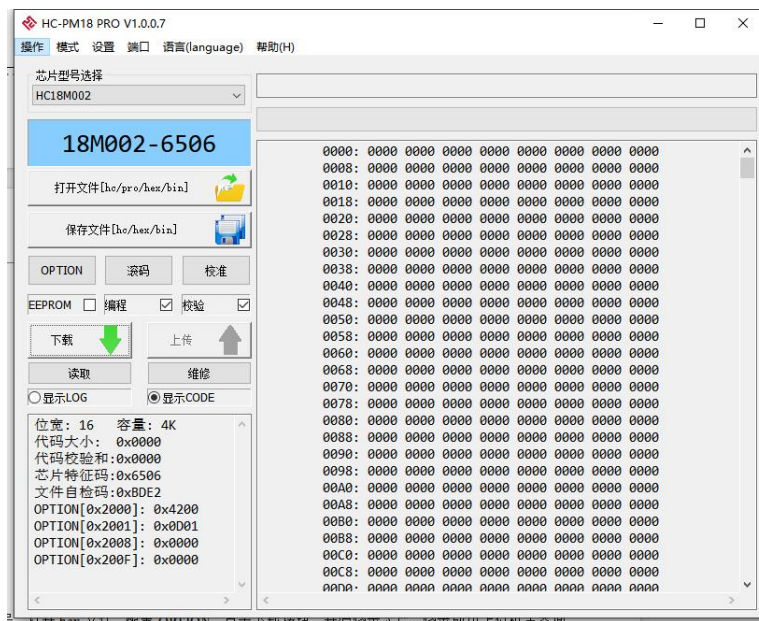 HC-PM18 PRO V1.0.0.7
操作 模式 设置 端口 语言(language) 帮助(H)
芯片型号选择
HC18M002
18M002-6506
打开文件[hc/pro/hex/bin]
保存文件[hc/hex/bin]
OPTION 滚码 校准
EEPROM 编程 校验
下载 上传
读取 维修
显示LOG 显示CODE
位宽: 16 容量: 4K
代码大小: 0x0000
代码校验和:0x0000
芯片特征码:0x6506
文件自检码:0xBDE2
OPTION[0x2000]: 0x4200
OPTION[0x2001]: 0x0D01
OPTION[0x2008]: 0x0000
OPTION[0x200F]: 0x0000
0000: 0000 0000 0000 0000 0000 0000 0000 0000
0008: 0000 0000 0000 0000 0000 0000 0000 0000
0010: 0000 0000 0000 0000 0000 0000 0000 0000
0018: 0000 0000 0000 0000 0000 0000 0000 0000
0020: 0000 0000 0000 0000 0000 0000 0000 0000
0028: 0000 0000 0000 0000 0000 0000 0000 0000
0030: 0000 0000 0000 0000 0000 0000 0000 0000
0038: 0000 0000 0000 0000 0000 0000 0000 0000
0040: 0000 0000 0000 0000 0000 0000 0000 0000
0048: 0000 0000 0000 0000 0000 0000 0000 0000
0050: 0000 0000 0000 0000 0000 0000 0000 0000
0058: 0000 0000 0000 0000 0000 0000 0000 0000
0060: 0000 0000 0000 0000 0000 0000 0000 0000
0068: 0000 0000 0000 0000 0000 0000 0000 0000
0070: 0000 0000 0000 0000 0000 0000 0000 0000
0078: 0000 0000 0000 0000 0000 0000 0000 0000
0080: 0000 0000 0000 0000 0000 0000 0000 0000
0088: 0000 0000 0000 0000 0000 0000 0000 0000
0090: 0000 0000 0000 0000 0000 0000 0000 0000
0098: 0000 0000 0000 0000 0000 0000 0000 0000
00A0: 0000 0000 0000 0000 0000 0000 0000 0000
00A8: 0000 0000 0000 0000 0000 0000 0000 0000
00B0: 0000 0000 0000 0000 0000 0000 0000 0000
00B8: 0000 0000 0000 0000 0000 0000 0000 0000
00C0: 0000 0000 0000 0000 0000 0000 0000 0000
00C8: 0000 0000 0000 0000 0000 0000 0000 0000
00D0: 0000 0000 0000 0000 0000 0000 0000 0000